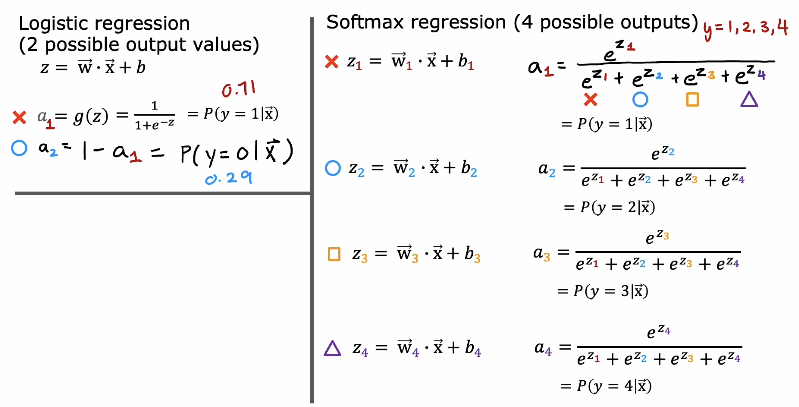 Logistic regression
(2 possible output values)
z = w⃗ · x⃗ + b
0.71
a₁ = g(z) = 1/(1+e^(−z)) = P(y = 1|x⃗)
a₂ = 1 − a₁ = P(y = 0|x⃗)
0.29
Softmax regression (4 possible outputs) y = 1, 2, 3, 4
z₁ = w⃗₁ · x⃗ + b₁
a₁ = e^(z₁)/(e^(z₁) + e^(z₂) + e^(z₃) + e^(z₄))
= P(y = 1|x⃗)
z₂ = w⃗₂ · x⃗ + b₂
a₂ = e^(z₂)/(e^(z₁) + e^(z₂) + e^(z₃) + e^(z₄))
= P(y = 2|x⃗)
z₃ = w⃗₃ · x⃗ + b₃
a₃ = e^(z₃)/(e^(z₁) + e^(z₂) + e^(z₃) + e^(z₄))
= P(y = 3|x⃗)
z₄ = w⃗₄ · x⃗ + b₄
a₄ = e^(z₄)/(e^(z₁) + e^(z₂) + e^(z₃) + e^(z₄))
= P(y = 4|x⃗)